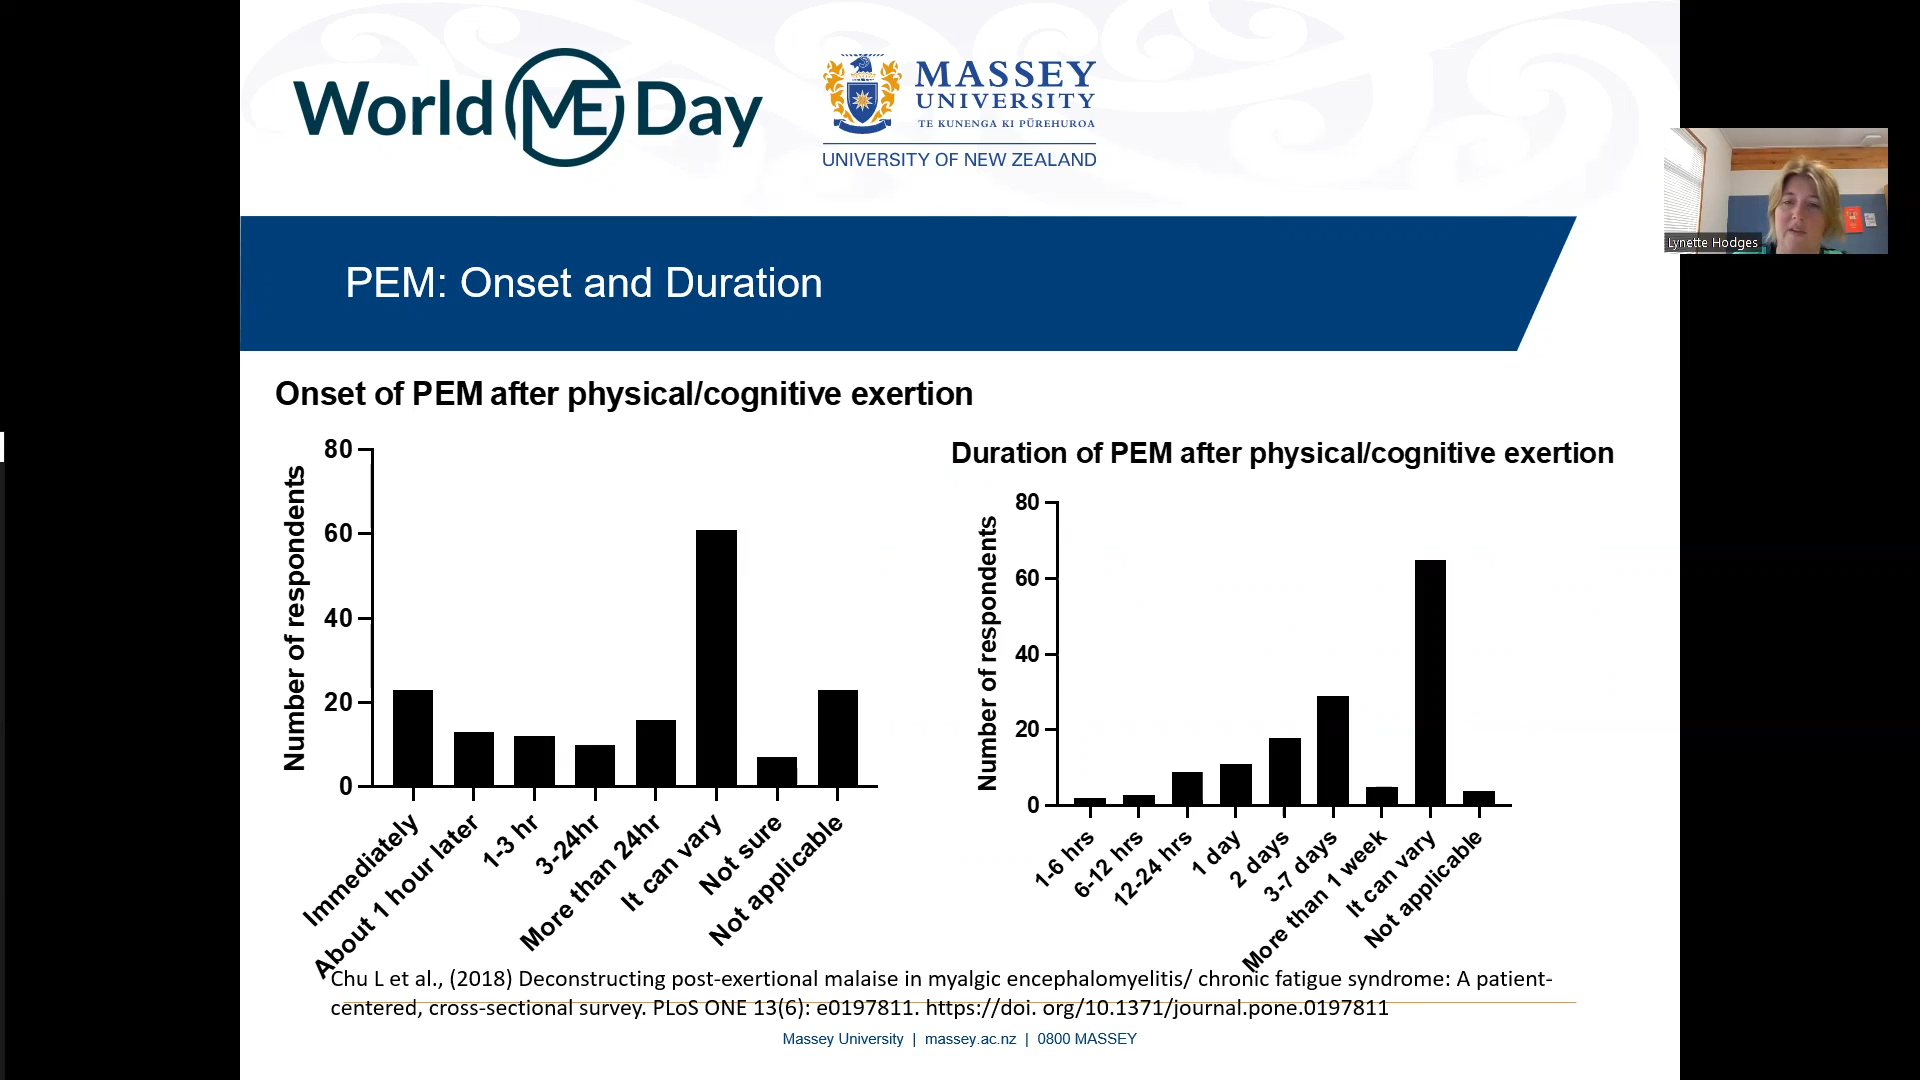 World ME Day
MASSEY
UNIVERSITY
TE KUNENGA KI PŪREHUROA
UNIVERSITY OF NEW ZEALAND
Lynette Hodges
PEM: Onset and Duration
Onset of PEM after physical/cognitive exertion
Number of respondents
80
60
40
20
0
Immediately
About 1 hour later
1-3 hr
3-24hr
More than 24hr
It can vary
Not sure
Not applicable
Duration of PEM after physical/cognitive exertion
Number of respondents
80
60
40
20
0
1-6 hrs
6-12 hrs
12-24 hrs
1 day
2 days
3-7 days
More than 1 week
It can vary
Not applicable
Chu L et al., (2018) Deconstructing post-exertional malaise in myalgic encephalomyelitis/ chronic fatigue syndrome: A patient-
centered, cross-sectional survey. PLoS ONE 13(6): e0197811. https://doi. org/10.1371/journal.pone.0197811
Massey University | massey.ac.nz | 0800 MASSEY